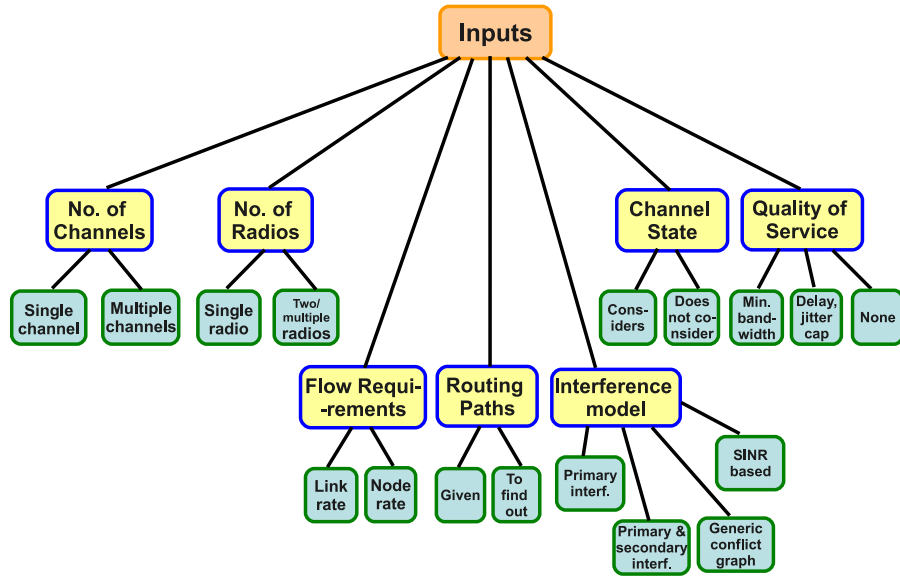 Inputs
No. of
Channels
No. of
Radios
Channel
State
Quality of
Service
Single
channel
Multiple
channels
Single
radio
Two/
multiple
radios
Cons-
iders
Does
not co-
nsider
Min.
band-
width
Delay,
jitter
cap
None
Flow Requi-
-rements
Routing
Paths
Interference
model
Link
rate
Node
rate
Given
To
find
out
Primary
interf.
SINR
based
Primary &
secondary
interf.
Generic
conflict
graph